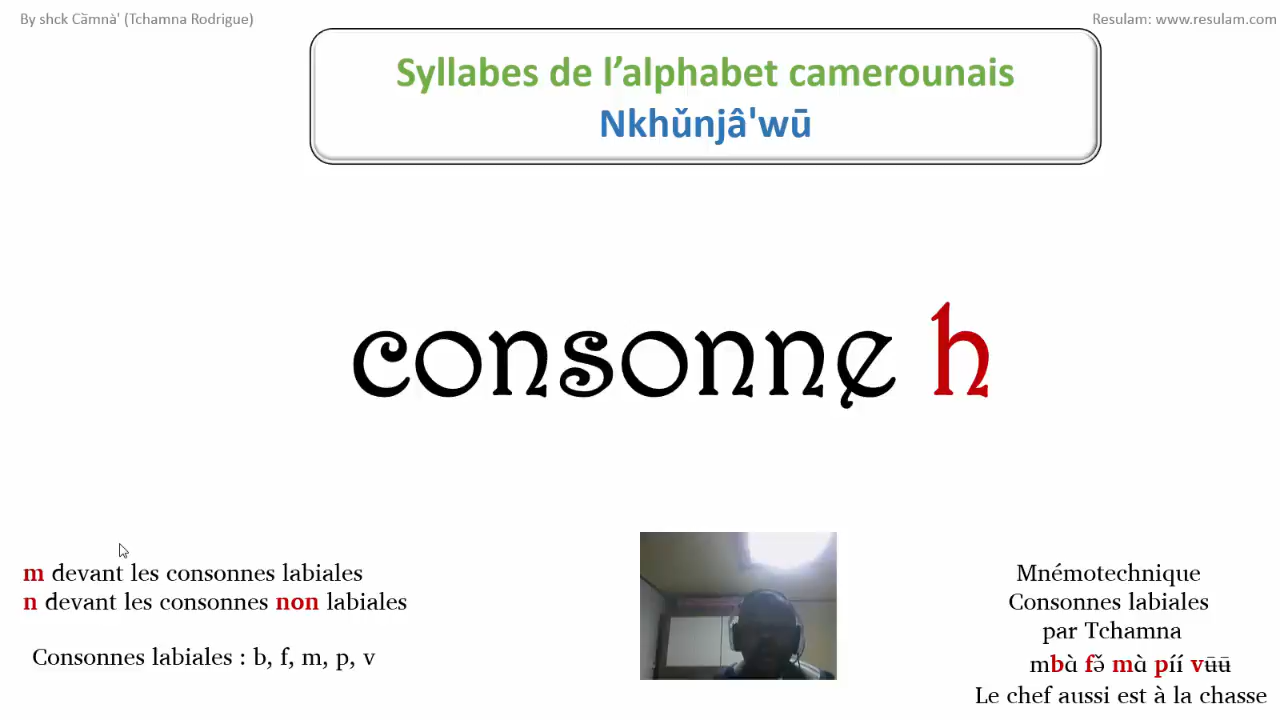 By shck Cǎmnà' (Tchamna Rodrigue)
Resulam: www.resulam.com
Syllabes de l’alphabet camerounais
Nkhǔnjâ'wū
consonne h
m devant les consonnes labiales
n devant les consonnes non labiales
Consonnes labiales : b, f, m, p, v
Mnémotechnique
Consonnes labiales
par Tchamna
mbà fə̌ mà píí vʉ̄ʉ̄
Le chef aussi est à la chasse